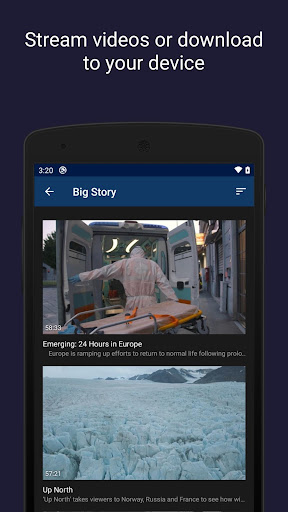 Stream videos or download
to your device
3:20
Big Story
58:33
Emerging: 24 Hours in Europe
Europe is ramping up efforts to return to normal life following prolo...
57:21
Up North
'Up North' takes viewers to Norway, Russia and France to see how wi...